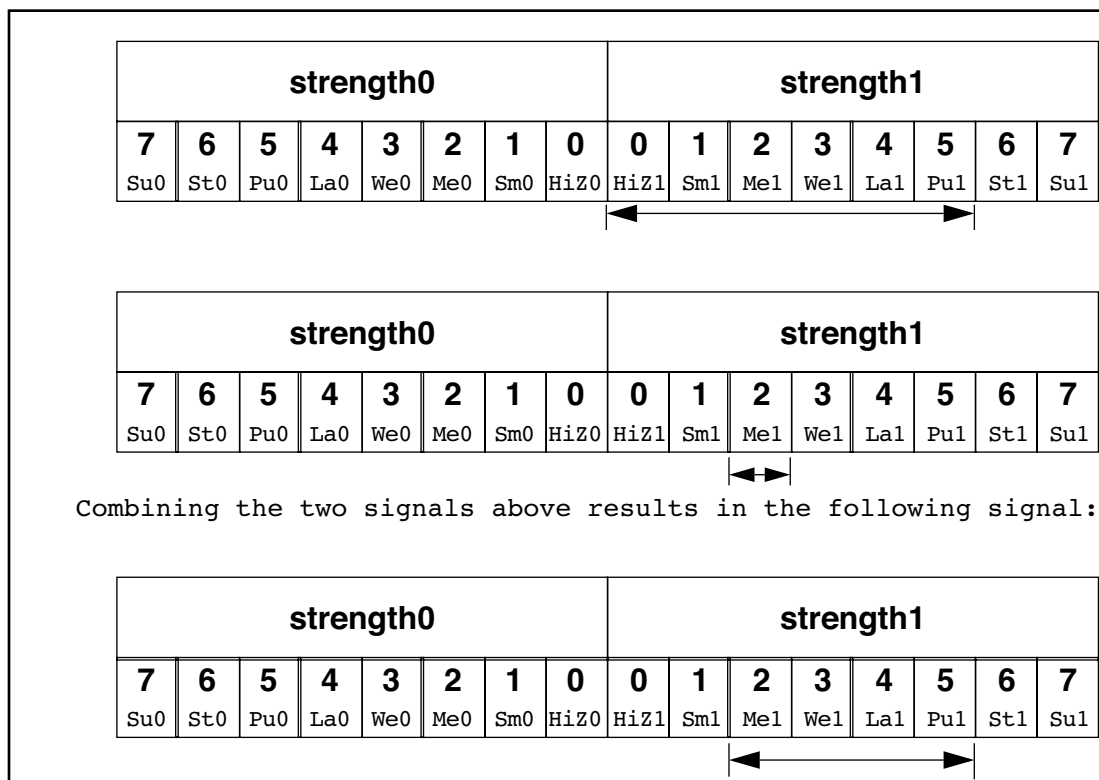 strength0 strength1
7 6 5 4 3 2 1 0 0 1 2 3 4 5 6 7
Su0 St0 Pu0 La0 We0 Me0 Sm0 HiZ0 HiZ1 Sm1 Me1 We1 La1 Pu1 St1 Su1
strength0 strength1
7 6 5 4 3 2 1 0 0 1 2 3 4 5 6 7
Su0 St0 Pu0 La0 We0 Me0 Sm0 HiZ0 HiZ1 Sm1 Me1 We1 La1 Pu1 St1 Su1
Combining the two signals above results in the following signal:
strength0 strength1
7 6 5 4 3 2 1 0 0 1 2 3 4 5 6 7
Su0 St0 Pu0 La0 We0 Me0 Sm0 HiZ0 HiZ1 Sm1 Me1 We1 La1 Pu1 St1 Su1